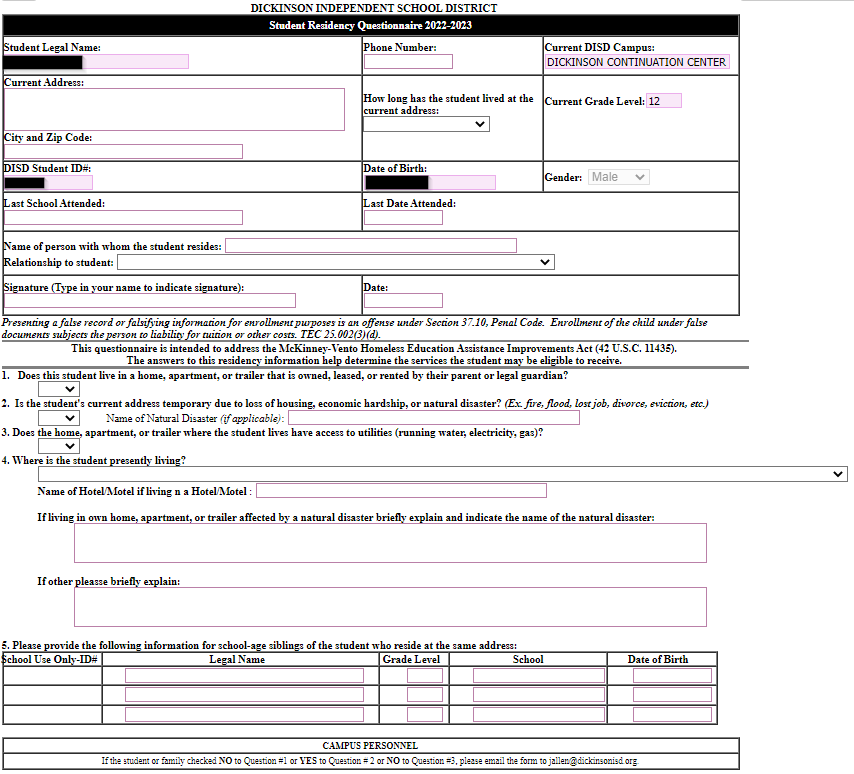 DICKINSON INDEPENDENT SCHOOL DISTRICT
Student Residency Questionnaire 2022-2023
Student Legal Name:
Phone Number:
Current DISD Campus:
DICKINSON CONTINUATION CENTER
Current Address:
How long has the student lived at the
current address:
Current Grade Level: 12
City and Zip Code:
DISD Student ID#:
Date of Birth:
Gender: Male
Last School Attended:
Last Date Attended:
Name of person with whom the student resides:
Relationship to student:
Signature (Type in your name to indicate signature):
Date:
Presenting a false record or falsifying information for enrollment purposes is an offense under Section 37.10, Penal Code. Enrollment of the child under false
documents subjects the person to liability for tuition or other costs. TEC 25.002(3)(d).
This questionnaire is intended to address the McKinney-Vento Homeless Education Assistance Improvements Act (42 U.S.C. 11435).
The answers to this residency information help determine the services the student may be eligible to receive.
1. Does this student live in a home, apartment, or trailer that is owned, leased, or rented by their parent or legal guardian?
2. Is the student's current address temporary due to loss of housing, economic hardship, or natural disaster? (Ex. fire, flood, lost job, divorce, eviction, etc.)
Name of Natural Disaster (if applicable):
3. Does the home, apartment, or trailer where the student lives have access to utilities (running water, electricity, gas)?
4. Where is the student presently living?
Name of Hotel/Motel if living n a Hotel/Motel :
If living in own home, apartment, or trailer affected by a natural disaster briefly explain and indicate the name of the natural disaster:
If other pleasse briefly explain:
5. Please provide the following information for school-age siblings of the student who reside at the same address:
School Use Only-ID# Legal Name Grade Level School Date of Birth
CAMPUS PERSONNEL
If the student or family checked NO to Question #1 or YES to Question # 2 or NO to Question #3, please email the form to jallen@dickinsonisd.org.